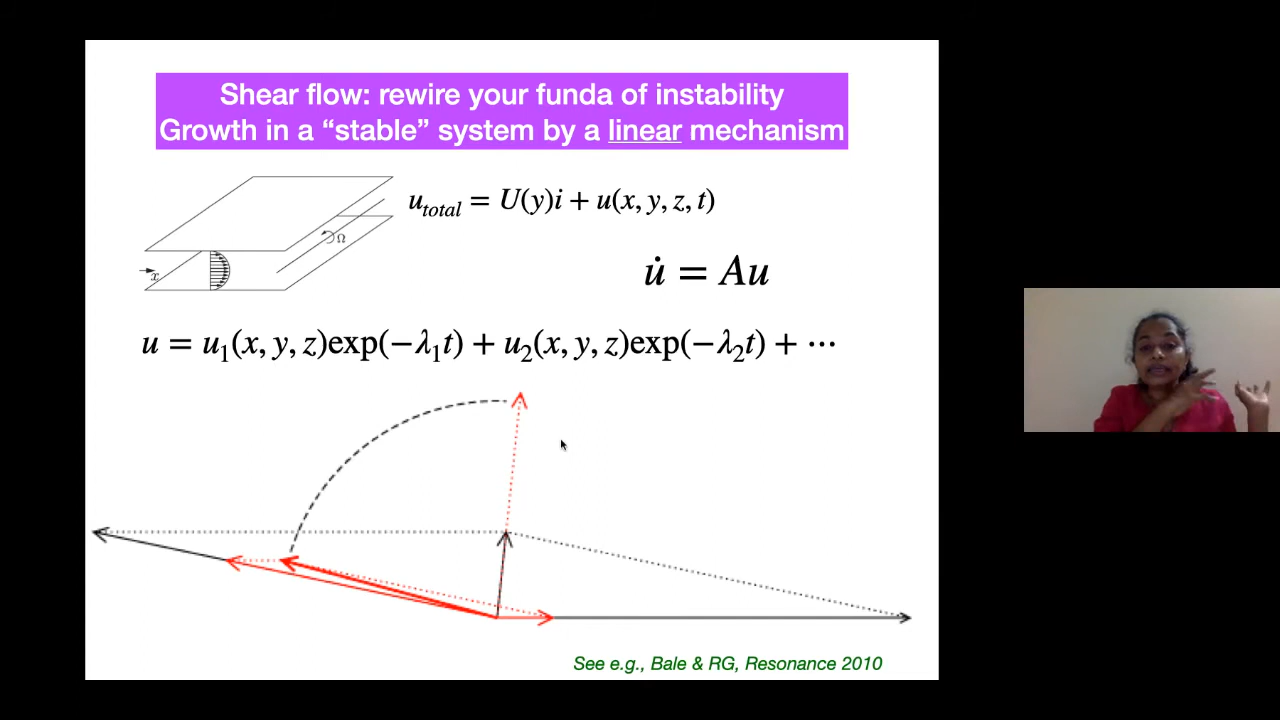 Shear flow: rewire your funda of instability
Growth in a “stable” system by a linear mechanism
u_total = U(y)i + u(x, y, z, t)
Ω
x
u̇ = Au
u = u₁(x, y, z)exp(−λ₁t) + u₂(x, y, z)exp(−λ₂t) + ⋯
See e.g., Bale & RG, Resonance 2010